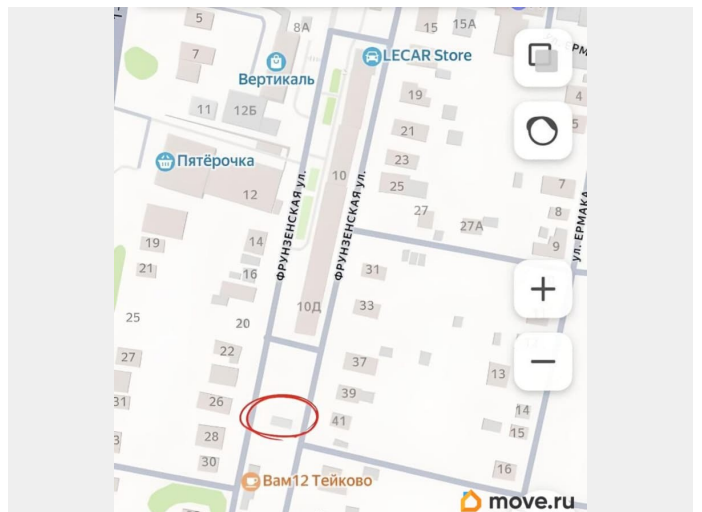 5
8А
15
15А
LECAR Store
7
Вертикаль
19
4
11
12Б
21
5
Пятёрочка
23
10
25
7
12
27
8
27А
ФРУНЗЕНСКАЯ ул.
ФРУНЗЕНСКАЯ ул.
ул. ЕРМАКА
19
14
9
21
16
31
25
20
10Д
33
27
22
37
13
31
26
39
14
41
28
15
30
16
Вам12 Тейково
move.ru